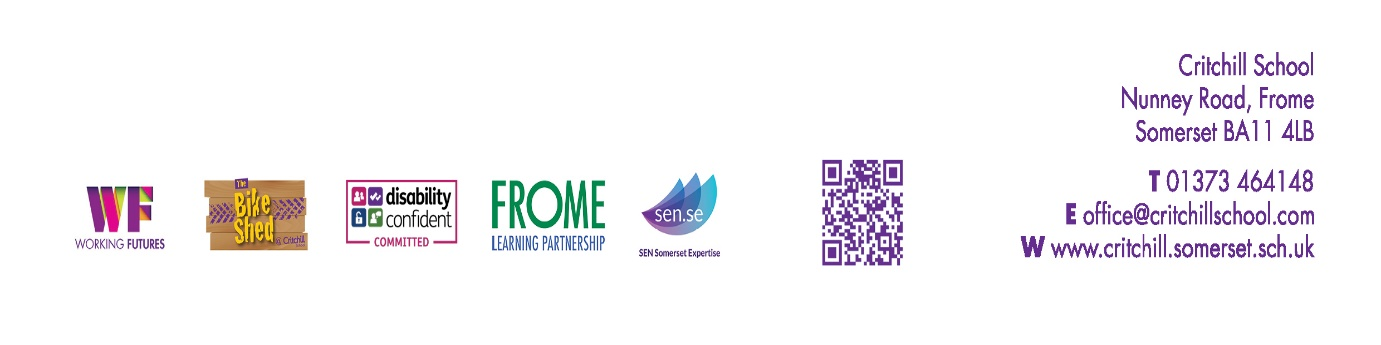 Critchill School
Nunney Road, Frome
Somerset BA11 4LB
T 01373 464148
E office@critchillschool.com
W www.critchill.somerset.sch.uk
WF
WORKING FUTURES
The
Bike
Shed
@ Critchill
disability
confident
COMMITTED
FROME
LEARNING PARTNERSHIP
sen.se
SEN Somerset Expertise